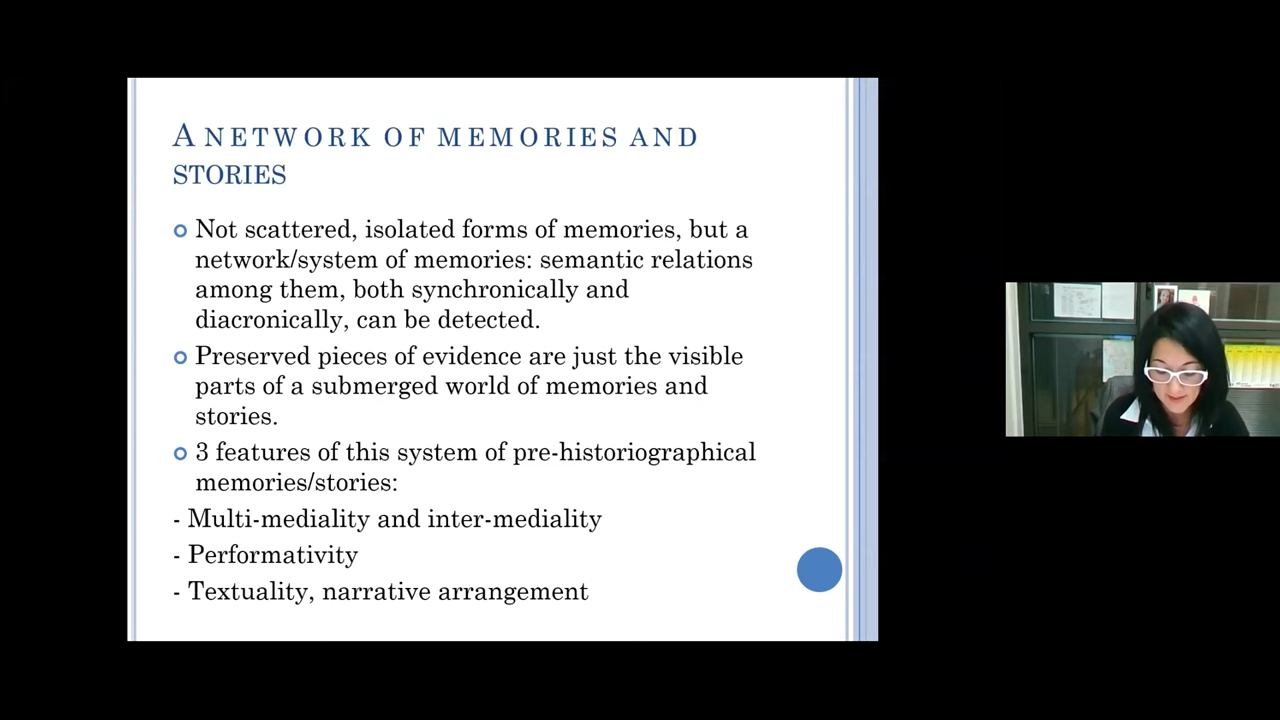 A NETWORK OF MEMORIES AND
STORIES
Not scattered, isolated forms of memories, but a
network/system of memories: semantic relations
among them, both synchronically and
diacronically, can be detected.
Preserved pieces of evidence are just the visible
parts of a submerged world of memories and
stories.
3 features of this system of pre-historiographical
memories/stories:
- Multi-mediality and inter-mediality
- Performativity
- Textuality, narrative arrangement